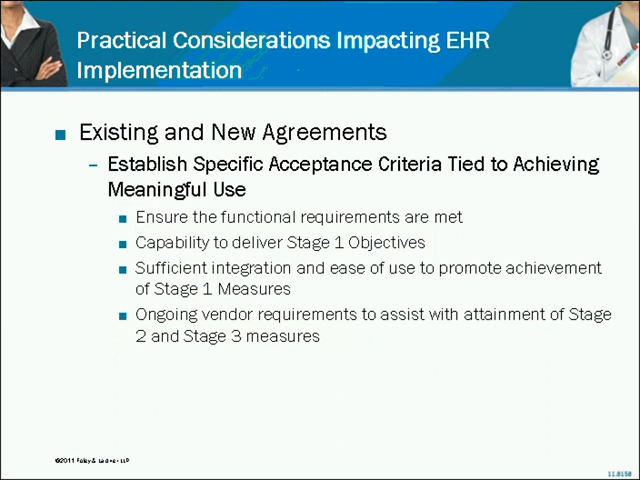 Practical Considerations Impacting EHR
Implementation
Existing and New Agreements
– Establish Specific Acceptance Criteria Tied to Achieving
Meaningful Use
Ensure the functional requirements are met
Capability to deliver Stage 1 Objectives
Sufficient integration and ease of use to promote achievement
of Stage 1 Measures
Ongoing vendor requirements to assist with attainment of Stage
2 and Stage 3 measures
©2011 Foley & Lardner LLP
11.8158